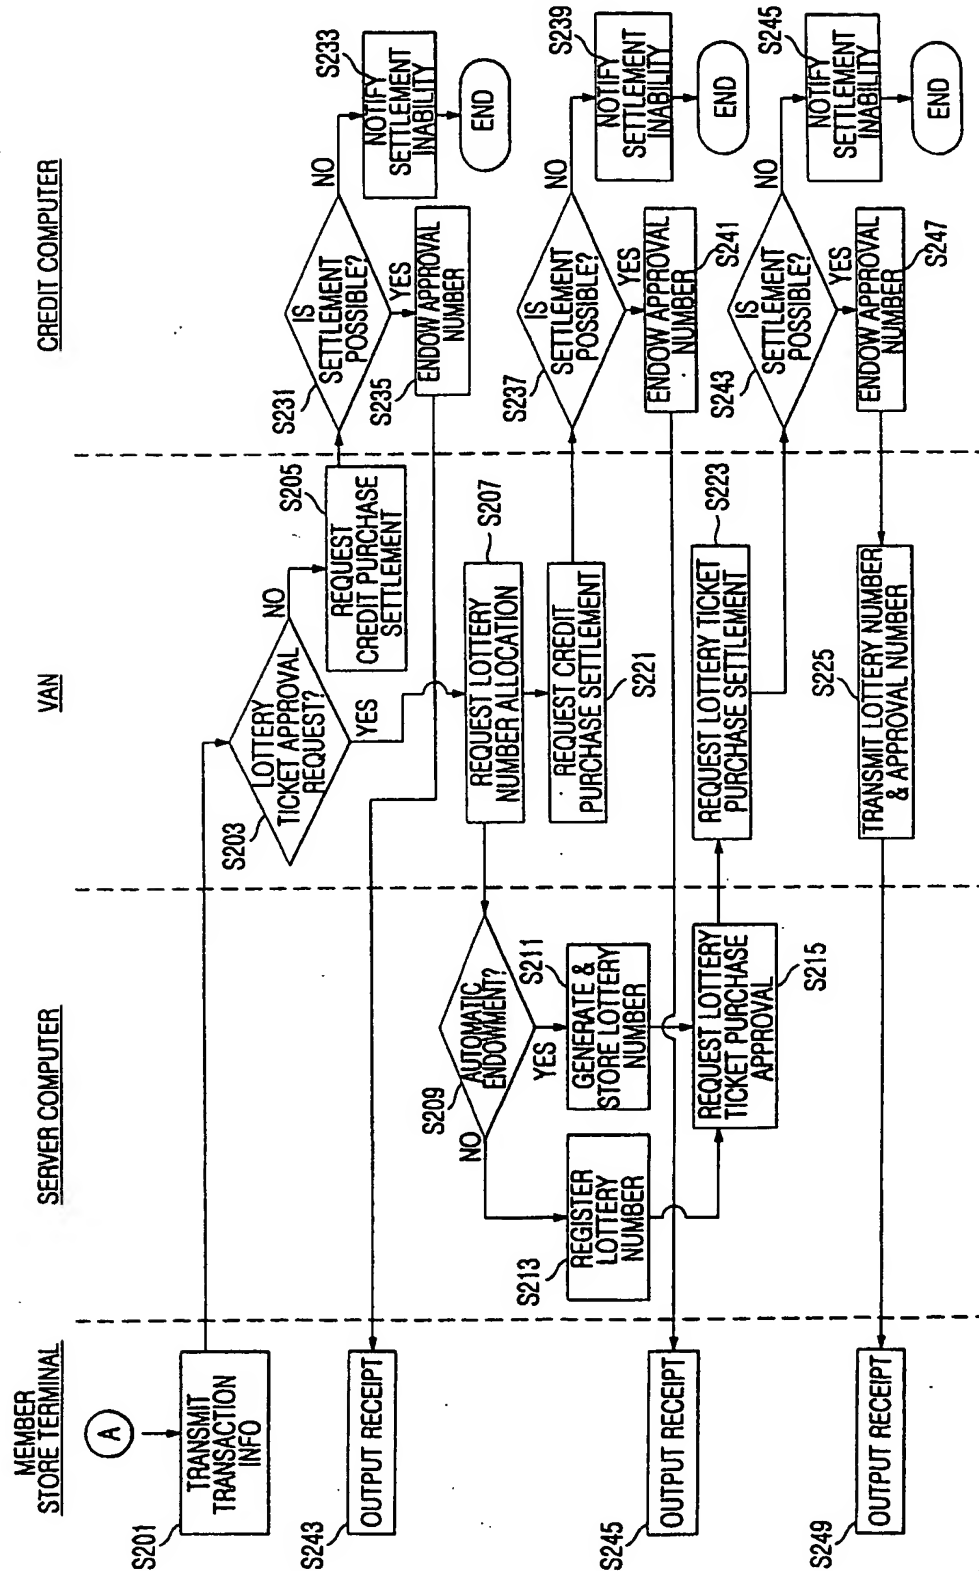 MEMBER
STORE TERMINAL
SERVER COMPUTER
VAN
CREDIT COMPUTER
A
S201
TRANSMIT
TRANSACTION
INFO
S203
LOTTERY
TICKET APPROVAL
REQUEST?
NO
YES
S205
REQUEST
CREDIT PURCHASE
SETTLEMENT
S231
IS
SETTLEMENT
POSSIBLE?
NO
YES
S233
NOTIFY
SETTLEMENT
INABILITY
END
S235
ENDOW APPROVAL
NUMBER
S243
OUTPUT RECEIPT
S207
REQUEST LOTTERY
NUMBER ALLOCATION
S209
AUTOMATIC
ENDOWMENT?
NO
YES
S211
GENERATE &
STORE LOTTERY
NUMBER
S213
REGISTER
LOTTERY
NUMBER
REQUEST CREDIT
PURCHASE SETTLEMENT
S221
S237
IS
SETTLEMENT
POSSIBLE?
NO
YES
S239
NOTIFY
SETTLEMENT
INABILITY
END
ENDOW APPROVAL
NUMBER
S241
S245
OUTPUT RECEIPT
REQUEST LOTTERY
TICKET PURCHASE
APPROVAL
S215
S223
REQUEST LOTTERY TICKET
PURCHASE SETTLEMENT
S243
IS
SETTLEMENT
POSSIBLE?
NO
YES
S245
NOTIFY
SETTLEMENT
INABILITY
END
ENDOW APPROVAL
NUMBER
S247
S225
TRANSMIT LOTTERY NUMBER
& APPROVAL NUMBER
S249
OUTPUT RECEIPT